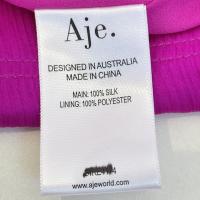 Aje.
DESIGNED IN AUSTRALIA
MADE IN CHINA
MAIN: 100% SILK
LINING: 100% POLYESTER
www.ajeworld.com